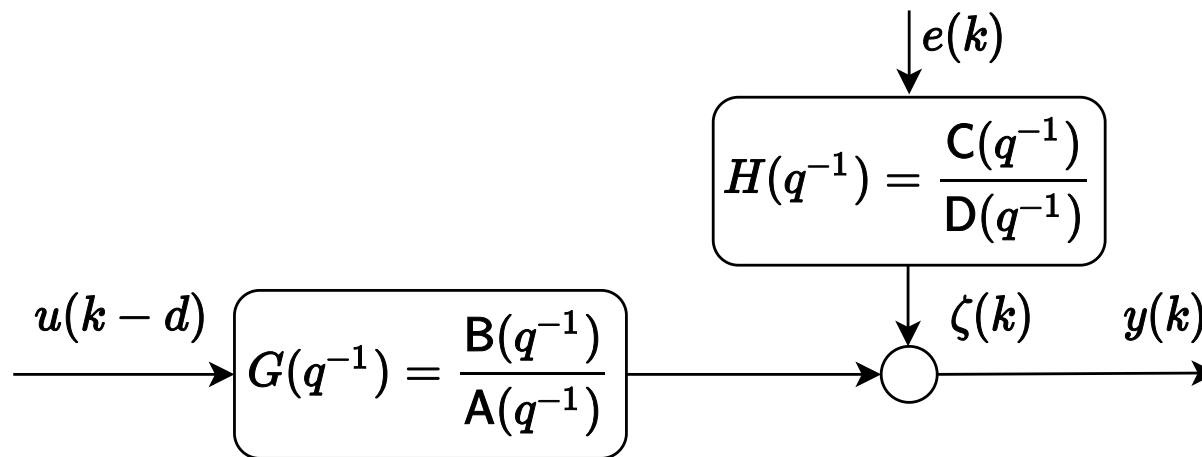 e(k)
H(q⁻¹) = C(q⁻¹) / D(q⁻¹)
u(k − d)
G(q⁻¹) = B(q⁻¹) / A(q⁻¹)
ζ(k)
y(k)